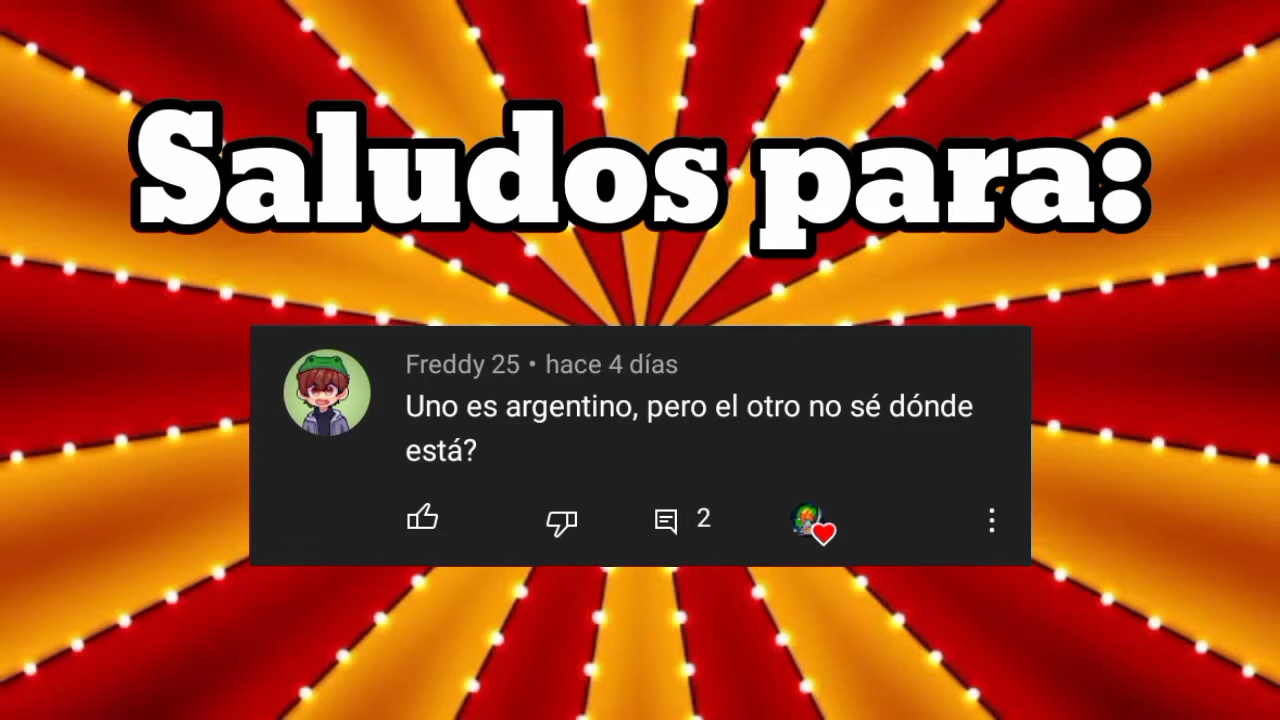 Saludos para:
Freddy 25 • hace 4 días
Uno es argentino, pero el otro no sé dónde
está?
2